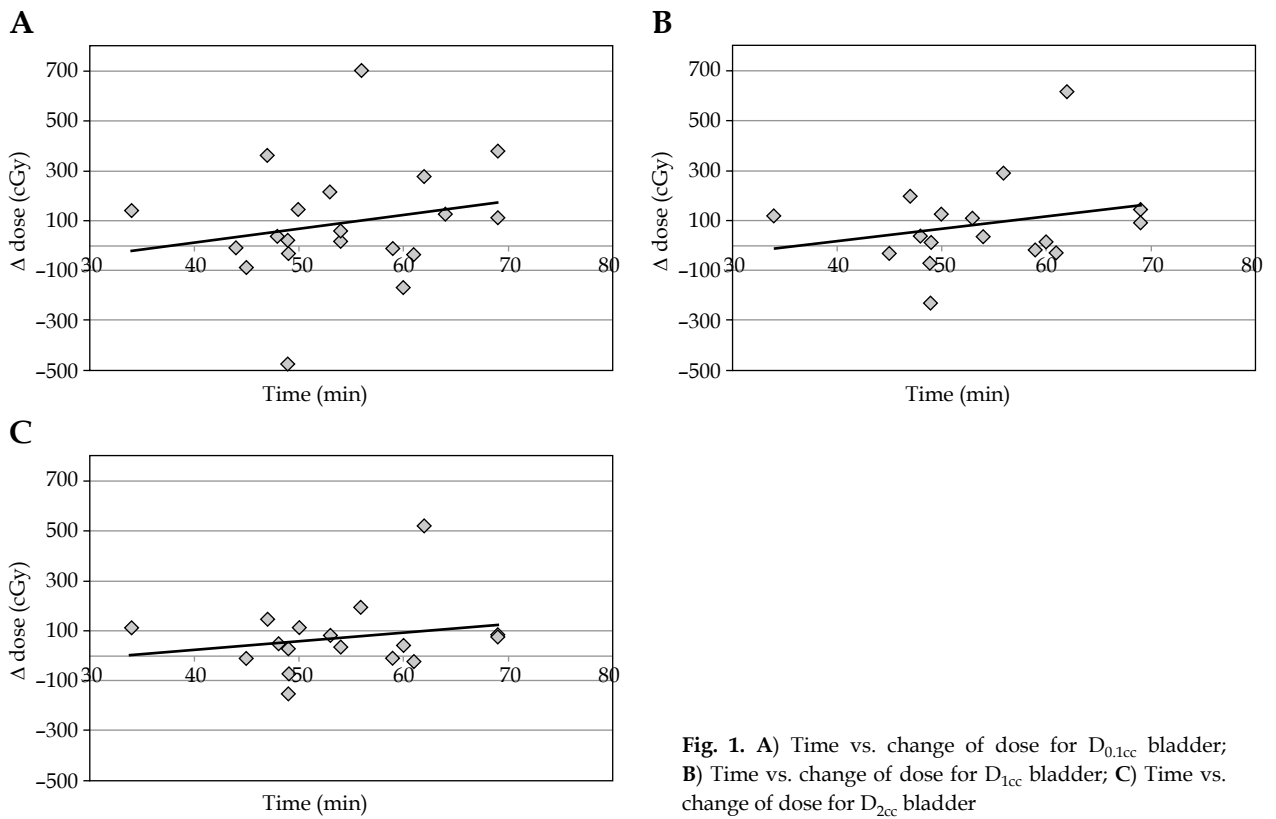 A
700
500
300
100
–100
–300
–500
Δ dose (cGy)
30 40 50 60 70 80
Time (min)
B
700
500
300
100
–100
–300
–500
Δ dose (cGy)
30 40 50 60 70 80
Time (min)
C
700
500
300
100
–100
–300
–500
Δ dose (cGy)
30 40 50 60 70 80
Time (min)
Fig. 1. A) Time vs. change of dose for D0.1cc bladder;
B) Time vs. change of dose for D1cc bladder; C) Time vs.
change of dose for D2cc bladder